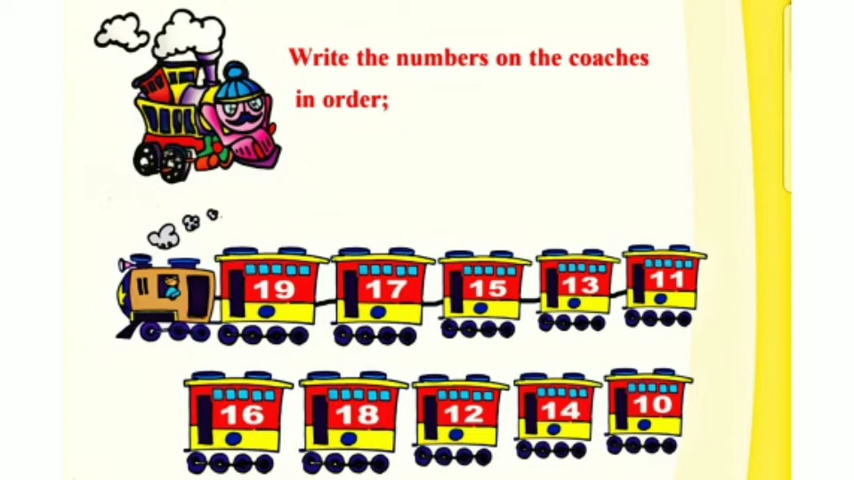 Write the numbers on the coaches
in order;
19 17 15 13 11
16 18 12 14 10